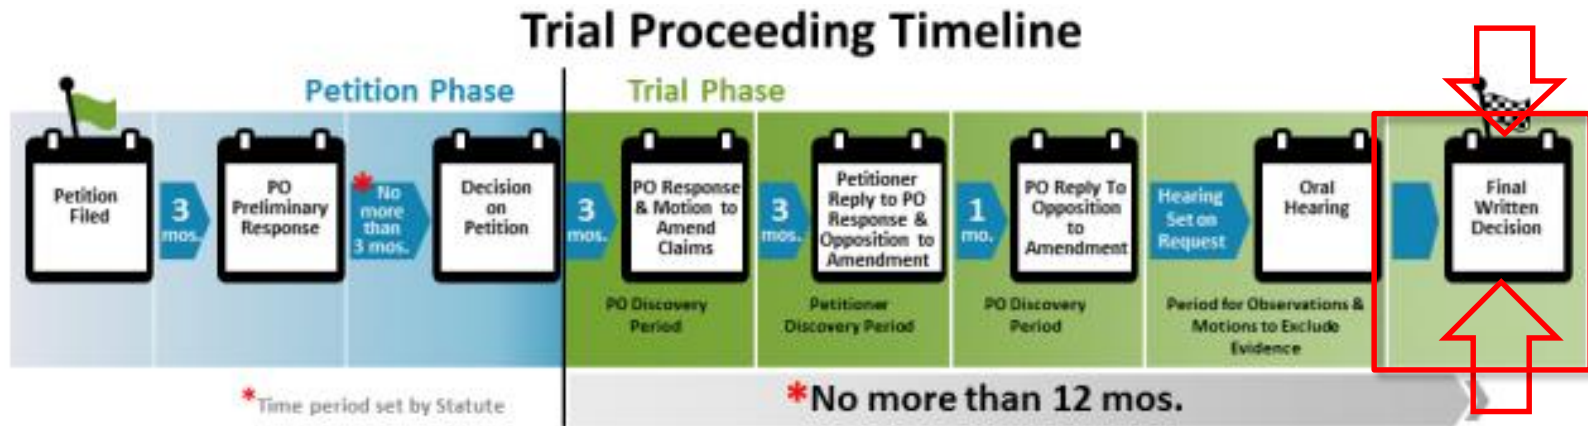 Trial Proceeding Timeline
Petition Phase
Trial Phase
Petition
Filed
3
mos.
PO
Preliminary
Response
*No
more
than
3 mos.
Decision
on
Petition
3
mos.
PO Response
& Motion to
Amend
Claims
3
mos.
Petitioner
Reply to PO
Response &
Opposition to
Amendment
1
mo.
PO Reply To
Opposition
to
Amendment
Hearing
Set on
Request
Oral
Hearing
Final
Written
Decision
PO Discovery
Period
Petitioner
Discovery Period
PO Discovery
Period
Period for Observations &
Motions to Exclude
Evidence
*Time period set by Statute
*No more than 12 mos.